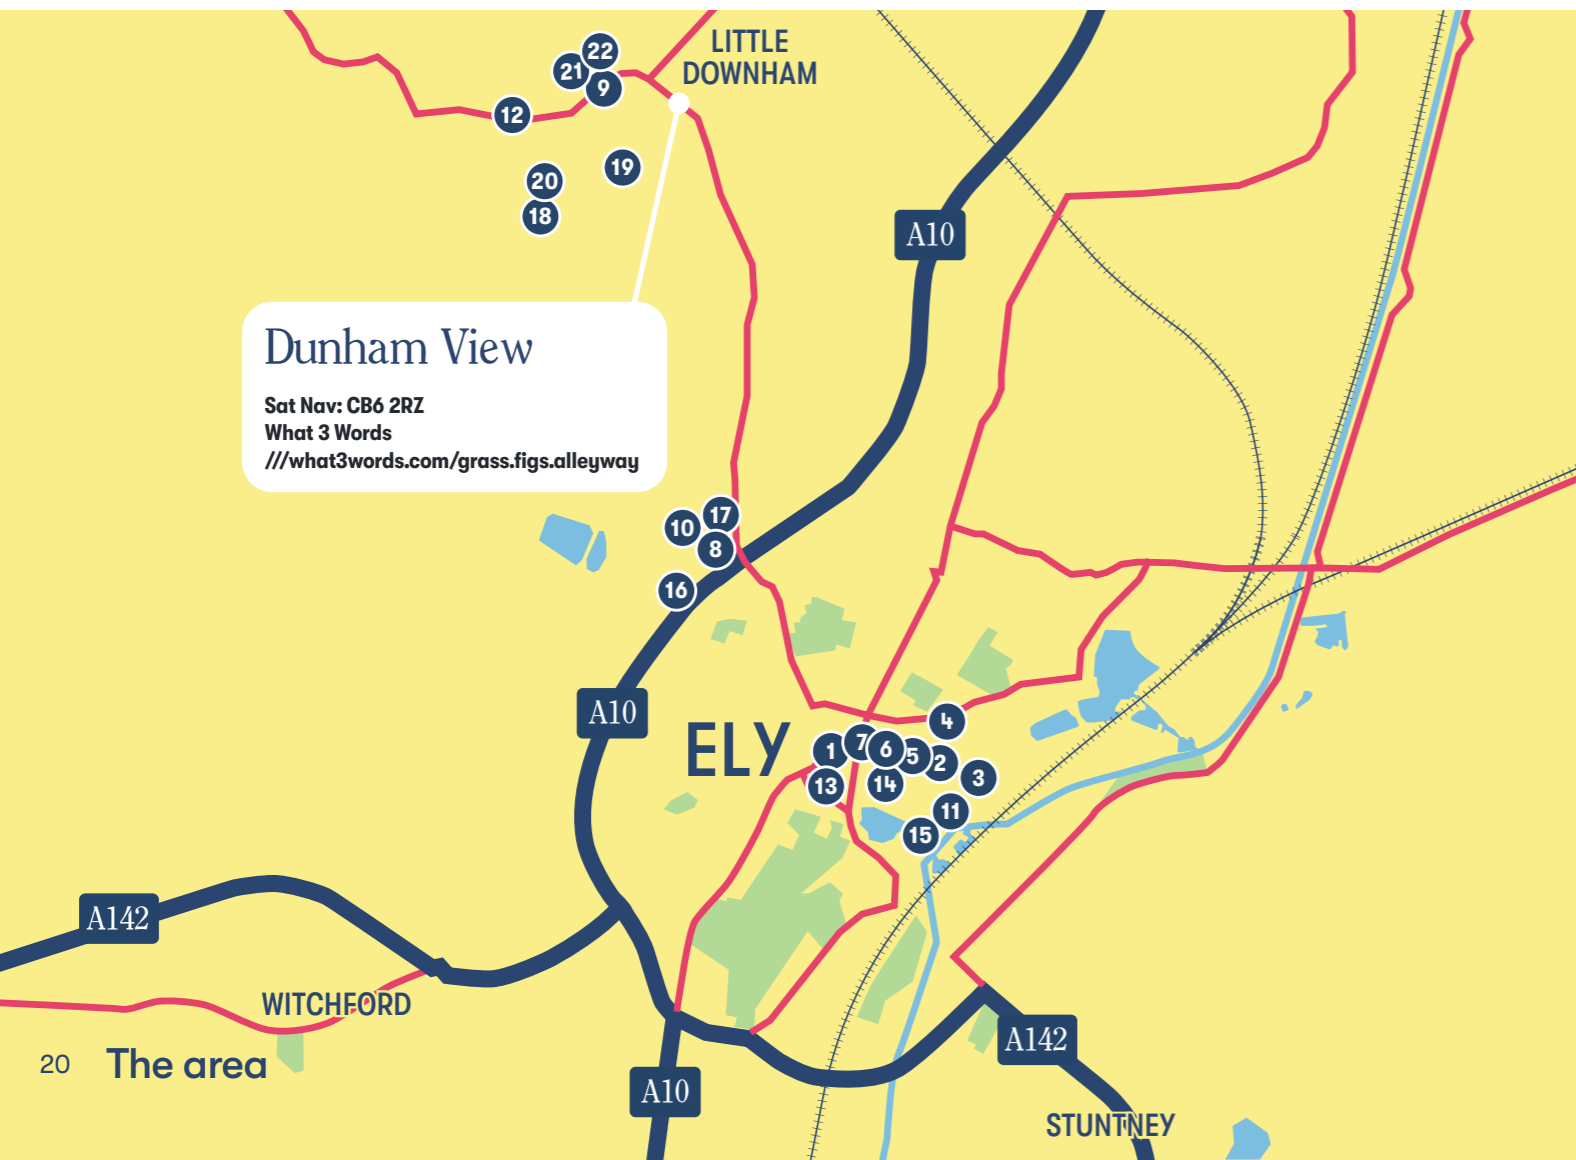 22
LITTLE
DOWNHAM
21
9
12
19
20
18
A10
Dunham View
Sat Nav: CB6 2RZ
What 3 Words
///what3words.com/grass.figs.alleyway
17
10
8
16
A10
ELY
4
1
7
6
5
2
3
13
14
11
15
A142
WITCHFORD
20 The area
A142
A10
STUNTNEY